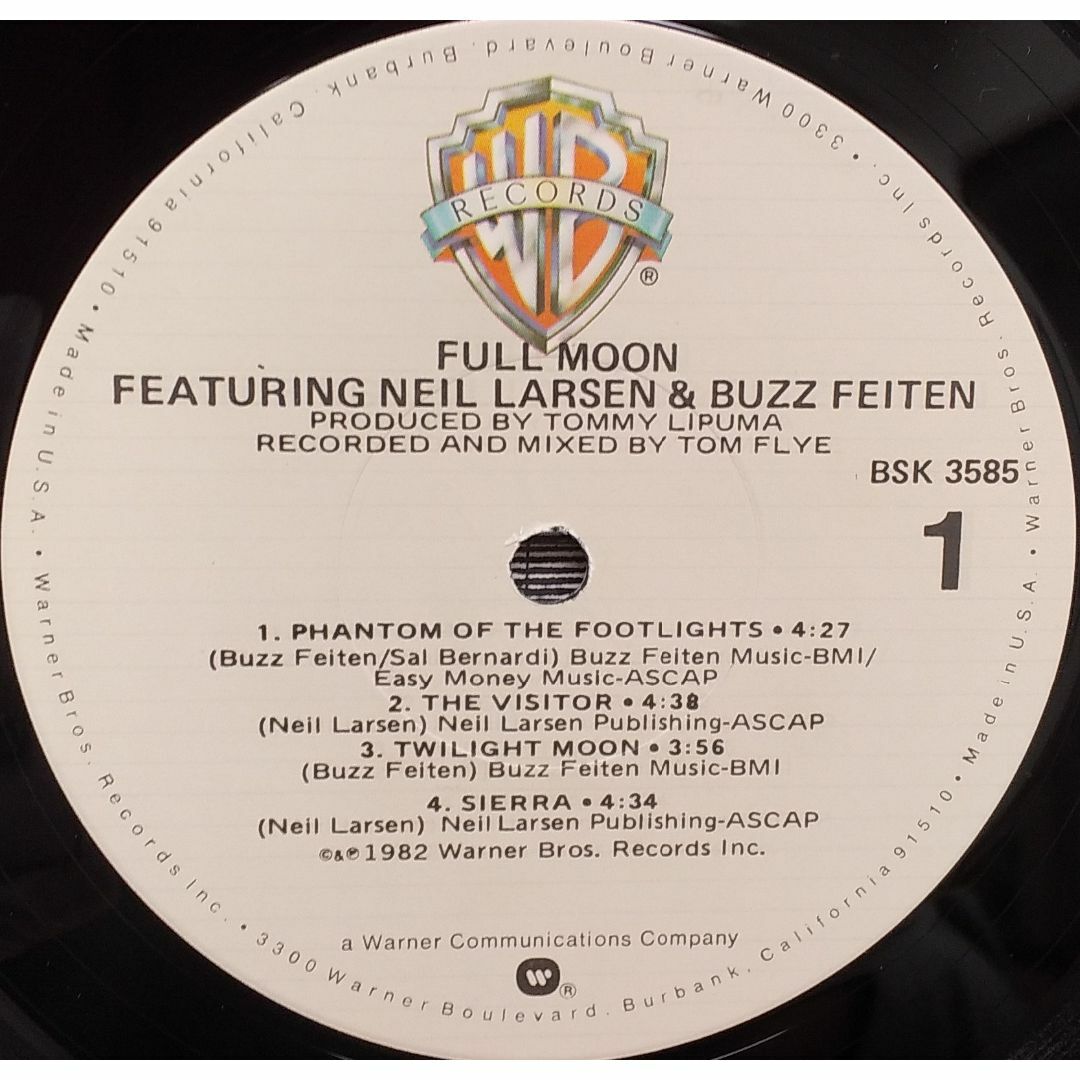 WB
RECORDS
®
FULL MOON
FEATURING NEIL LARSEN & BUZZ FEITEN
PRODUCED BY TOMMY LIPUMA
RECORDED AND MIXED BY TOM FLYE
BSK 3585
1
1. PHANTOM OF THE FOOTLIGHTS • 4:27
(Buzz Feiten/Sal Bernardi) Buzz Feiten Music-BMI/
Easy Money Music-ASCAP
2. THE VISITOR • 4:38
(Neil Larsen) Neil Larsen Publishing-ASCAP
3. TWILIGHT MOON • 3:56
(Buzz Feiten) Buzz Feiten Music-BMI
4. SIERRA • 4:34
(Neil Larsen) Neil Larsen Publishing-ASCAP
©&℗ 1982 Warner Bros. Records Inc.
a Warner Communications Company
®
Made in U.S.A. • Warner Bros. Records Inc. • 3300 Warner Boulevard. Burbank. California 91510 • Made in U.S.A. • Warner Bros. Records Inc. • 3300 Warner Boulevard. Burbank. California 91510 •